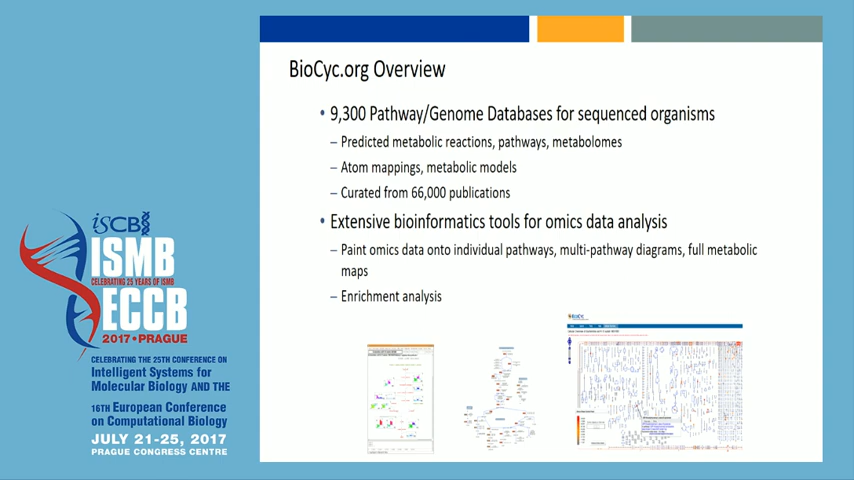 BioCyc.org Overview
• 9,300 Pathway/Genome Databases for sequenced organisms
– Predicted metabolic reactions, pathways, metabolomes
– Atom mappings, metabolic models
– Curated from 66,000 publications
• Extensive bioinformatics tools for omics data analysis
– Paint omics data onto individual pathways, multi-pathway diagrams, full metabolic
maps
– Enrichment analysis
BioCyc
iSCB
ISMB
CELEBRATING 25 YEARS OF ISMB
ECCB
2017 • PRAGUE
CELEBRATING THE 25TH CONFERENCE ON
Intelligent Systems for
Molecular Biology AND THE
16TH European Conference
on Computational Biology
JULY 21-25, 2017
PRAGUE CONGRESS CENTRE